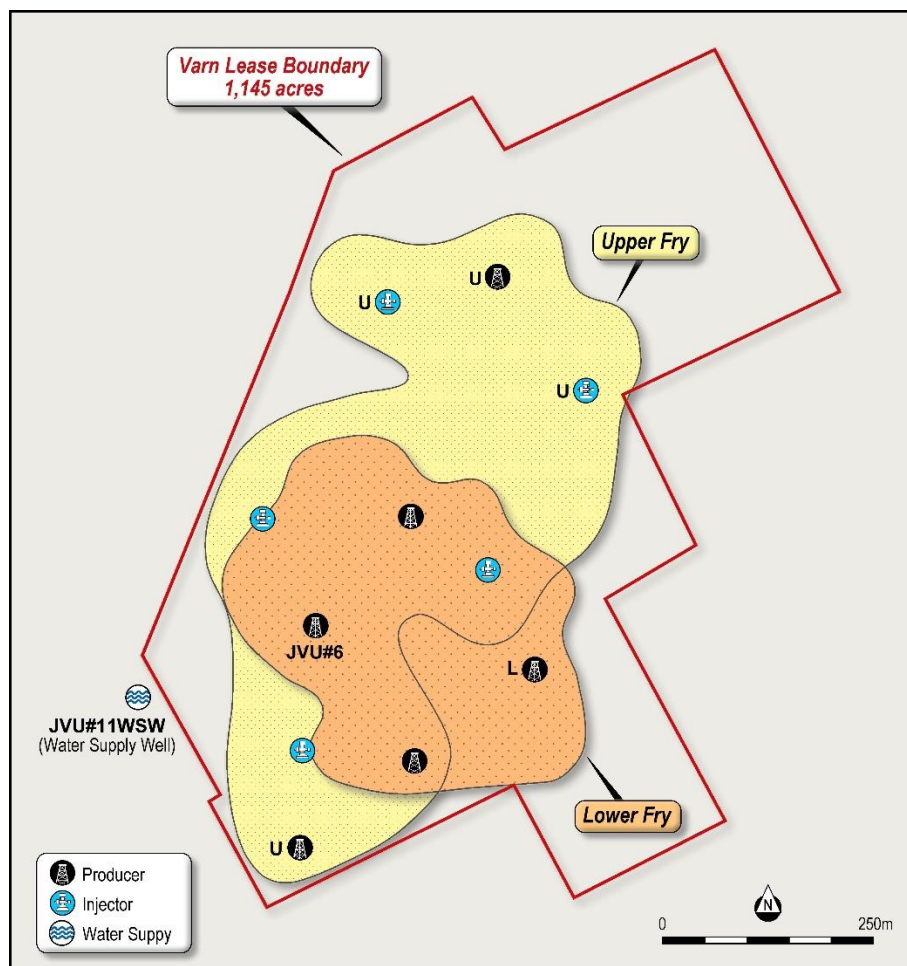 Varn Lease Boundary
1,145 acres
Upper Fry
U
U
U
JVU#6
L
JVU#11WSW
(Water Supply Well)
Lower Fry
U
Producer
Injector
Water Suppy
N
0
250m